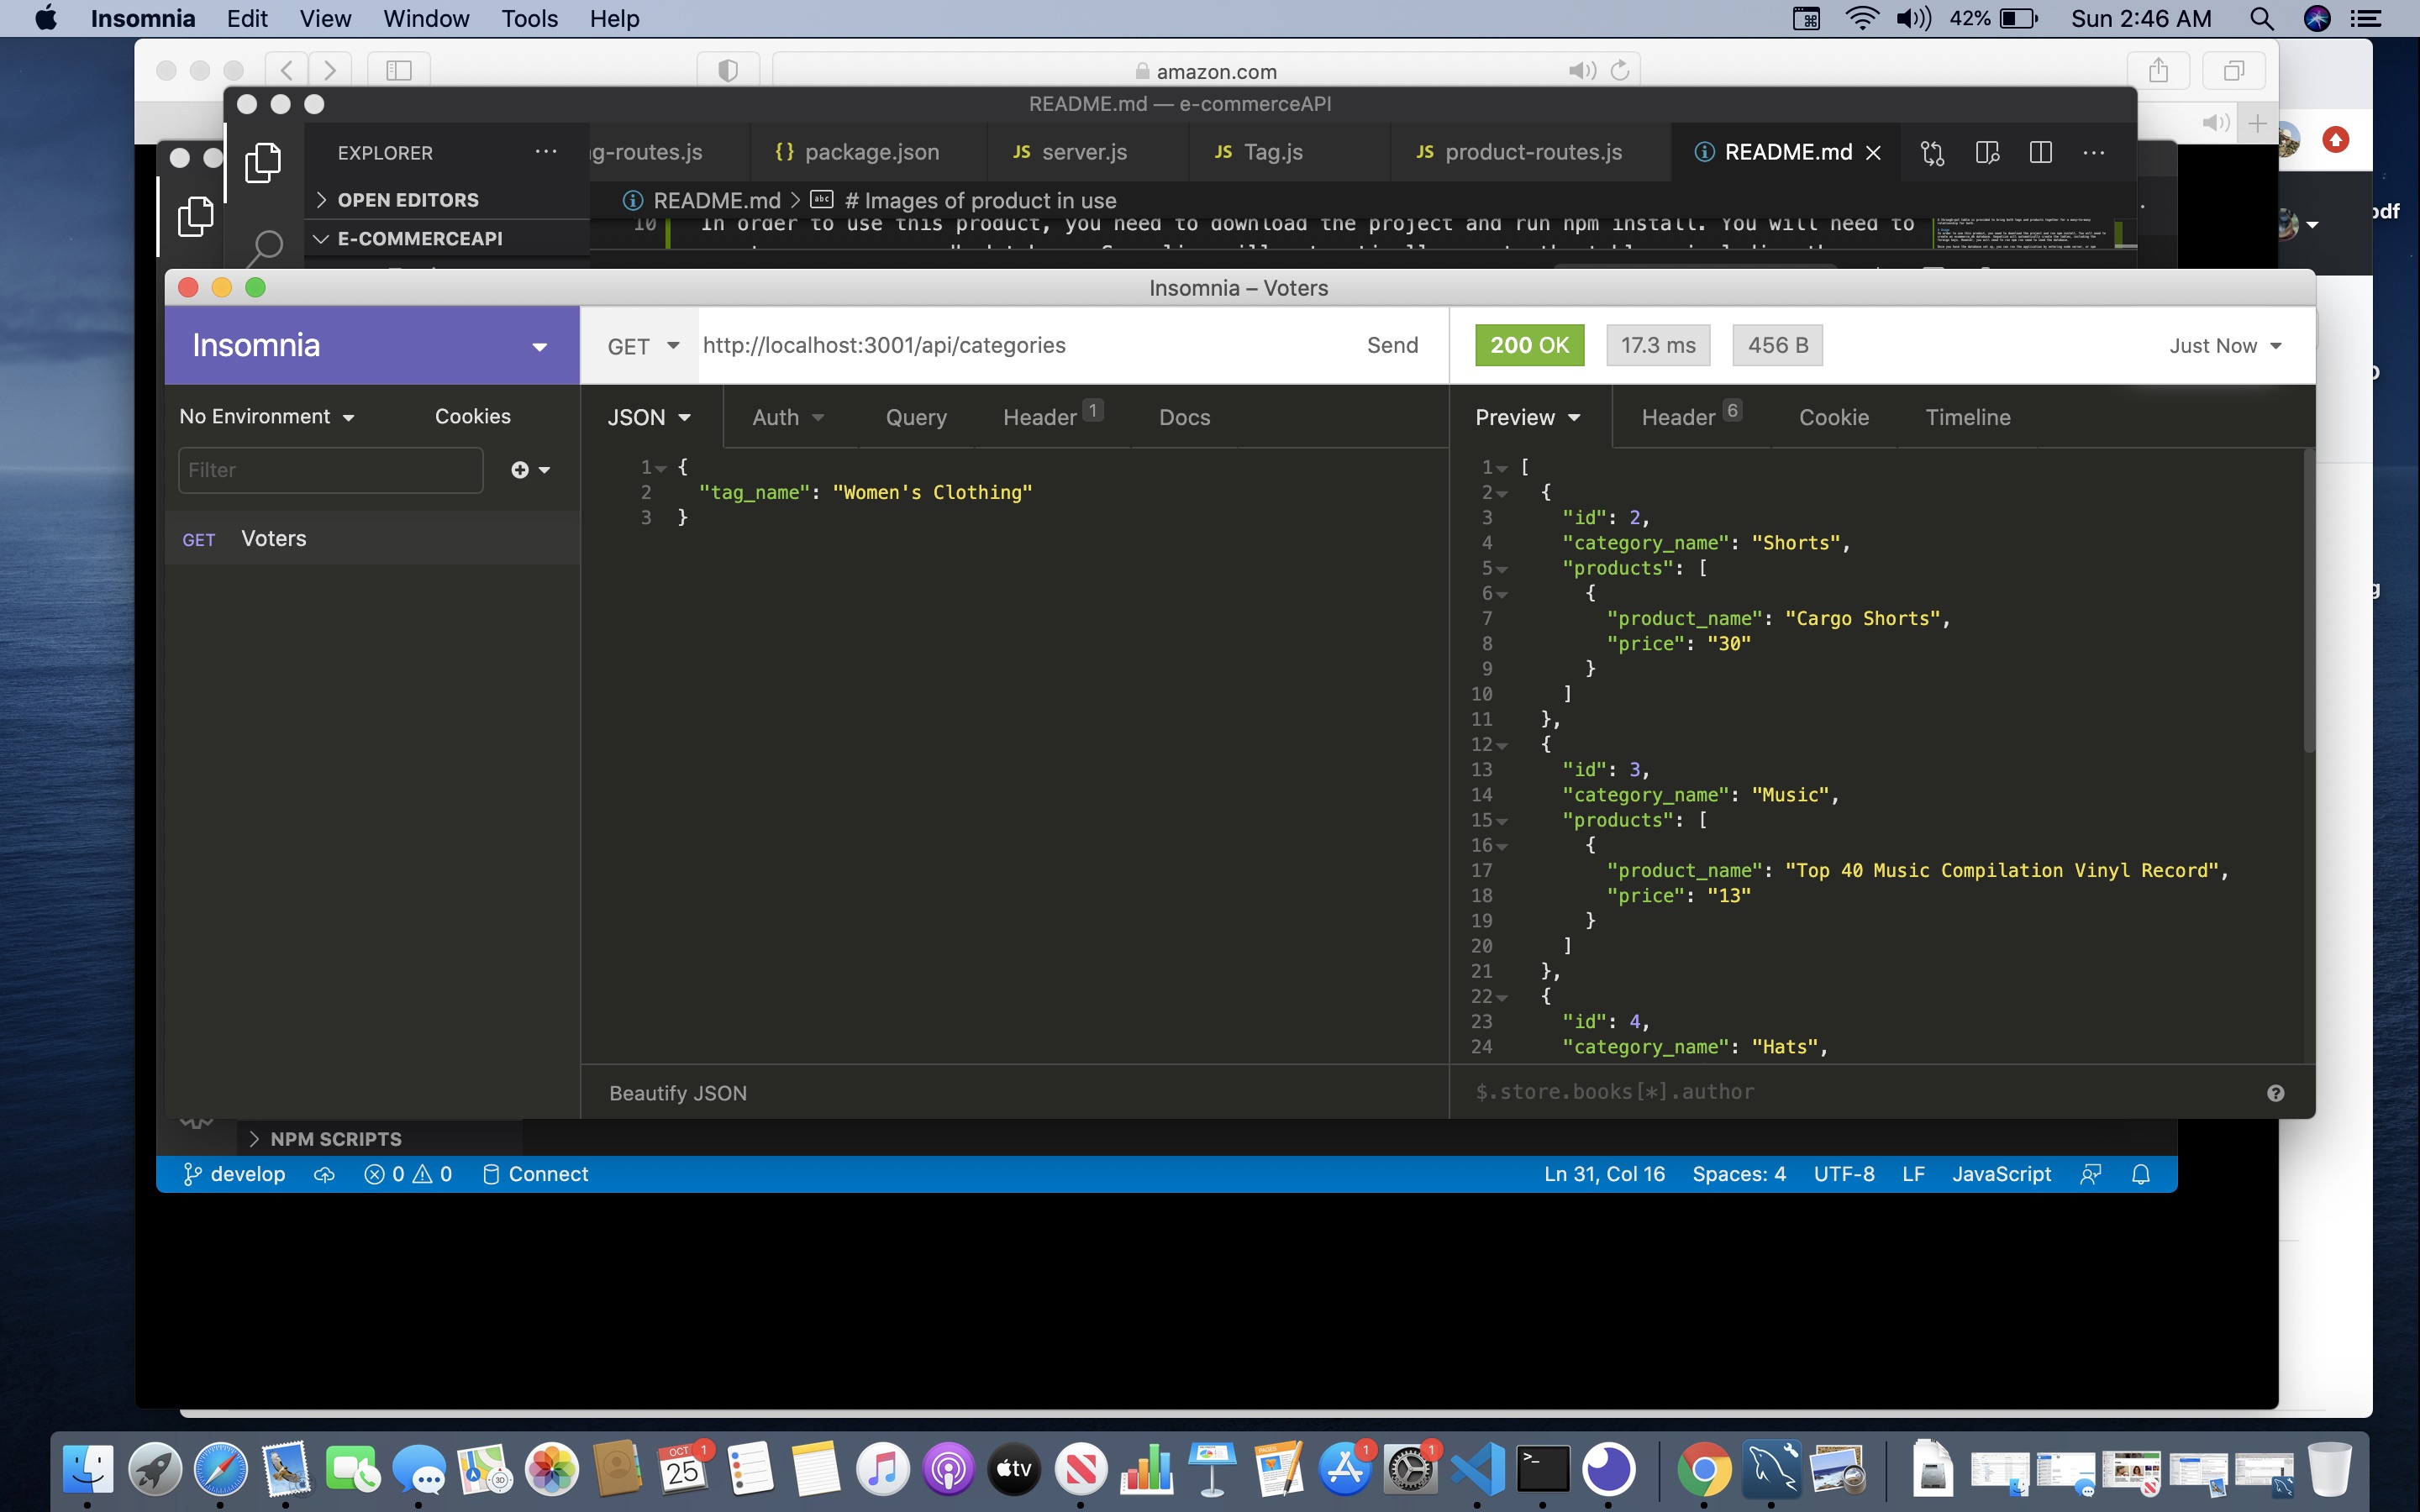 Insomnia Edit View Window Tools Help 42% Sun 2:46 AM
amazon.com
README.md — e-commerceAPI
EXPLORER ··· g-routes.js {} package.json JS server.js JS Tag.js JS product-routes.js README.md
OPEN EDITORS README.md > abc # Images of product in use
E-COMMERCEAPI 10 In order to use this product, you need to download the project and run npm install. You will need to
odf
Insomnia – Voters
Insomnia GET http://localhost:3001/api/categories Send 200 OK 17.3 ms 456 B Just Now
No Environment Cookies JSON Auth Query Header 1 Docs Preview Header 6 Cookie Timeline
Filter
GET Voters
1 {
2 "tag_name": "Women's Clothing"
3 }
1 [
2 {
3 "id": 2,
4 "category_name": "Shorts",
5 "products": [
6 {
7 "product_name": "Cargo Shorts",
8 "price": "30"
9 }
10 ]
11 },
12 {
13 "id": 3,
14 "category_name": "Music",
15 "products": [
16 {
17 "product_name": "Top 40 Music Compilation Vinyl Record",
18 "price": "13"
19 }
20 ]
21 },
22 {
23 "id": 4,
24 "category_name": "Hats",
Beautify JSON $.store.books[*].author ?
NPM SCRIPTS
develop 0 0 Connect Ln 31, Col 16 Spaces: 4 UTF-8 LF JavaScript
3D OCT 25 1 tv PAGES 1 1 >_